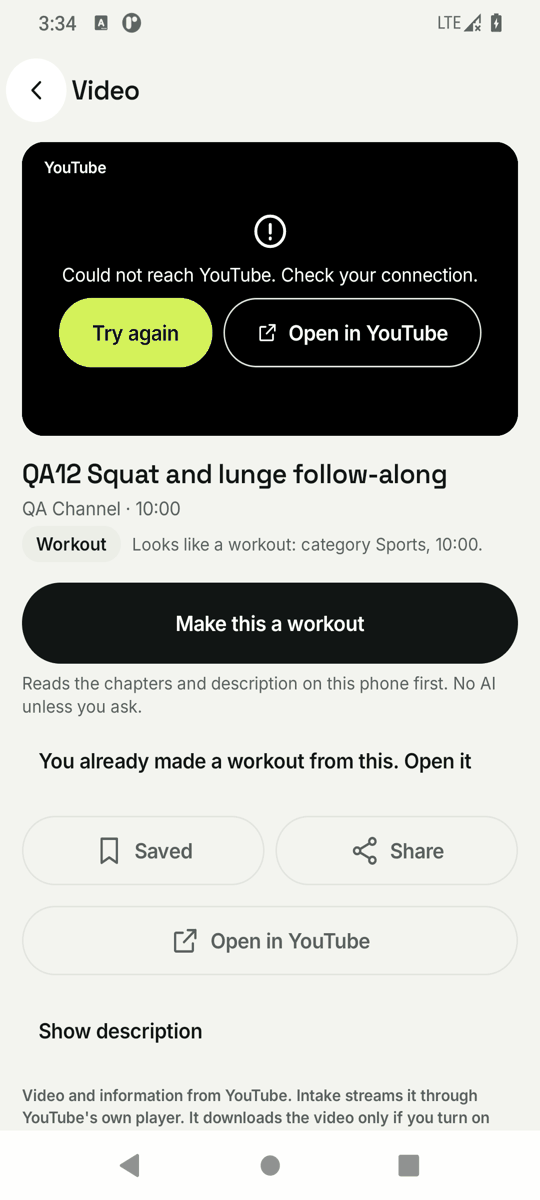 3:34
LTE
Video
YouTube
Could not reach YouTube. Check your connection.
Try again
Open in YouTube
QA12 Squat and lunge follow-along
QA Channel · 10:00
Workout
Looks like a workout: category Sports, 10:00.
Make this a workout
Reads the chapters and description on this phone first. No AI
unless you ask.
You already made a workout from this. Open it
Saved
Share
Open in YouTube
Show description
Video and information from YouTube. Intake streams it through
YouTube's own player. It downloads the video only if you turn on